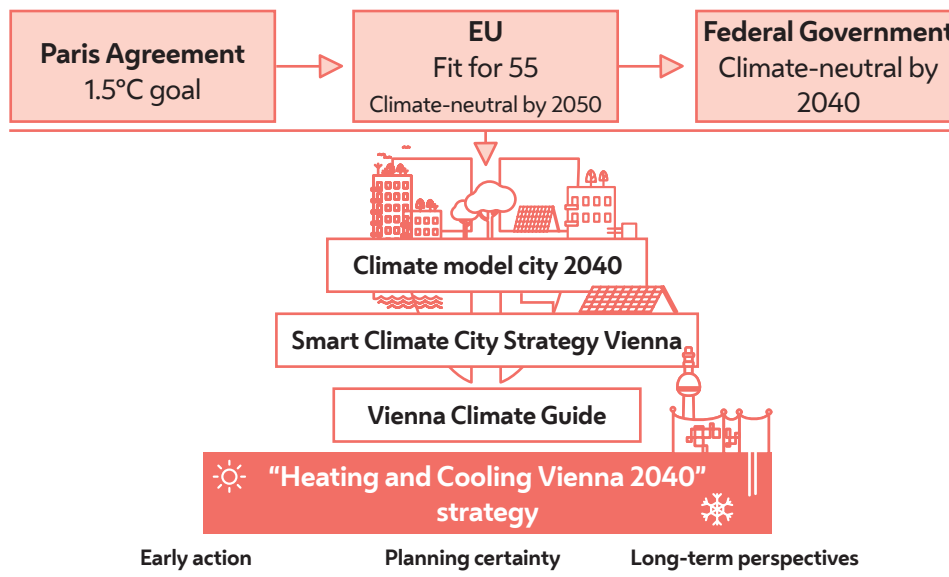 Paris Agreement
1.5°C goal
EU
Fit for 55
Climate-neutral by 2050
Federal Government
Climate-neutral by
2040
Climate model city 2040
Smart Climate City Strategy Vienna
Vienna Climate Guide
“Heating and Cooling Vienna 2040”
strategy
Early action
Planning certainty
Long-term perspectives